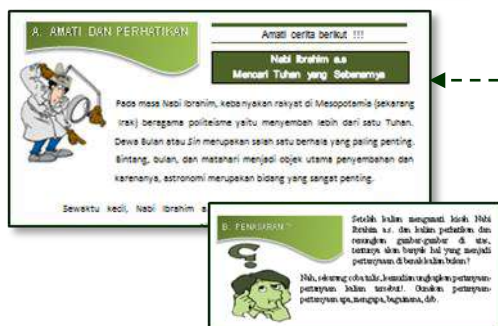 A. AMATI DAN PERHATIKAN
Amati cerita berikut !!!
Nabi Ibrahim a.s
Mencari Tuhan yang Sebenarnya
Pada masa Nabi Ibrahim, kebanyakan rakyat di Mesopotamia (sekarang
Irak) beragama politeisme yaitu menyembah lebih dari satu Tuhan.
Dewa Bulan atau Sin merupakan salah satu berhala yang paling penting.
Bintang, bulan, dan matahari menjadi objek utama penyembahan dan
karenanya, astronomi merupakan bidang yang sangat penting.
Sewaktu kecil, Nabi Ibrahim a.
B. PENASARAN ?
Setelah kalian mengamati kisah Nabi
Ibrahim a.s. dan kalian perhatikan dan
renungkan gambar-gambar di atas,
tentunya akan banyak hal yang menjadi
pertanyaan di benak kalian bukan?
Nah, sekarang coba tulis, kemudian ungkapkan pertanyaan-
pertanyaan kalian tersebut!. Gunakan pertanyaan-
pertanyaan apa, mengapa, bagaimana, dsb.